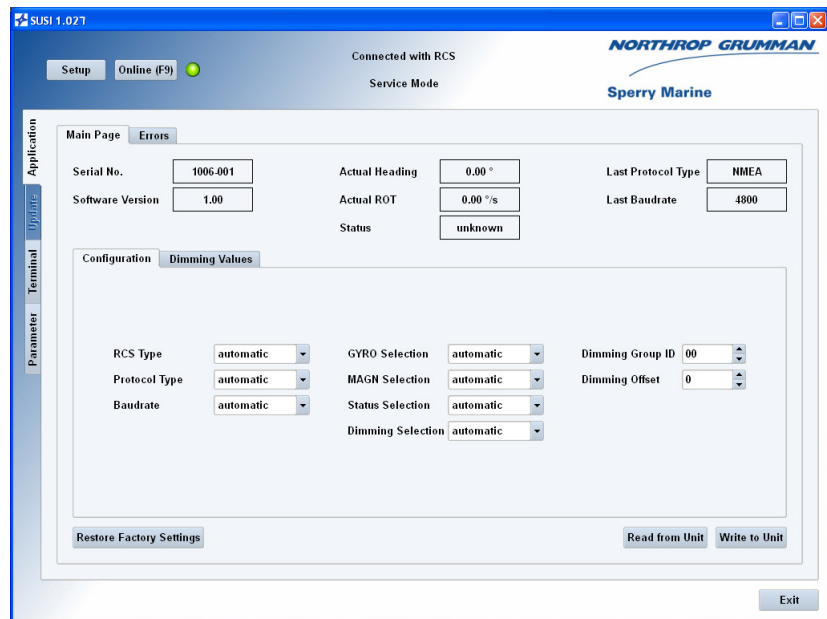 SUSI 1.027
Setup
Online (F9)
Connected with RCS
Service Mode
NORTHROP GRUMMAN
Sperry Marine
Application
Update
Terminal
Parameter
Main Page
Errors
Serial No. 1006-001
Actual Heading 0.00 °
Last Protocol Type NMEA
Software Version 1.00
Actual ROT 0.00 °/s
Last Baudrate 4800
Status unknown
Configuration
Dimming Values
RCS Type automatic
GYRO Selection automatic
Dimming Group ID 00
Protocol Type automatic
MAGN Selection automatic
Dimming Offset 0
Baudrate automatic
Status Selection automatic
Dimming Selection automatic
Restore Factory Settings
Read from Unit
Write to Unit
Exit